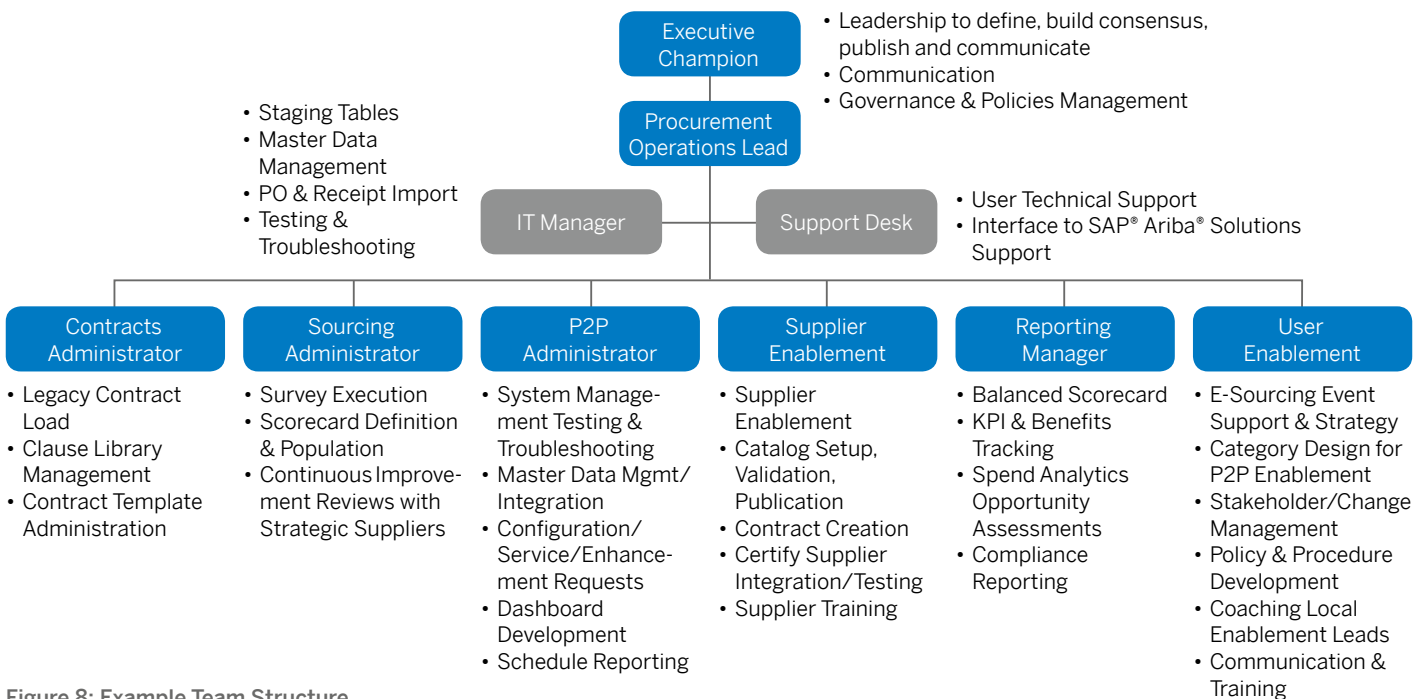 Executive
Champion
• Leadership to define, build consensus,
publish and communicate
• Communication
• Governance & Policies Management
Procurement
Operations Lead
• Staging Tables
• Master Data
Management
• PO & Receipt Import
• Testing &
Troubleshooting
IT Manager
Support Desk
• User Technical Support
• Interface to SAP® Ariba® Solutions
Support
Contracts
Administrator
• Legacy Contract
Load
• Clause Library
Management
• Contract Template
Administration
Sourcing
Administrator
• Survey Execution
• Scorecard Definition
& Population
• Continuous Improve-
ment Reviews with
Strategic Suppliers
P2P
Administrator
• System Manage-
ment Testing &
Troubleshooting
• Master Data Mgmt/
Integration
• Configuration/
Service/Enhance-
ment Requests
• Dashboard
Development
• Schedule Reporting
Supplier
Enablement
• Supplier
Enablement
• Catalog Setup,
Validation,
Publication
• Contract Creation
• Certify Supplier
Integration/Testing
• Supplier Training
Reporting
Manager
• Balanced Scorecard
• KPI & Benefits
Tracking
• Spend Analytics
Opportunity
Assessments
• Compliance
Reporting
User
Enablement
• E-Sourcing Event
Support & Strategy
• Category Design for
P2P Enablement
• Stakeholder/Change
Management
• Policy & Procedure
Development
• Coaching Local
Enablement Leads
• Communication &
Training
Figure 8: Example Team Structure